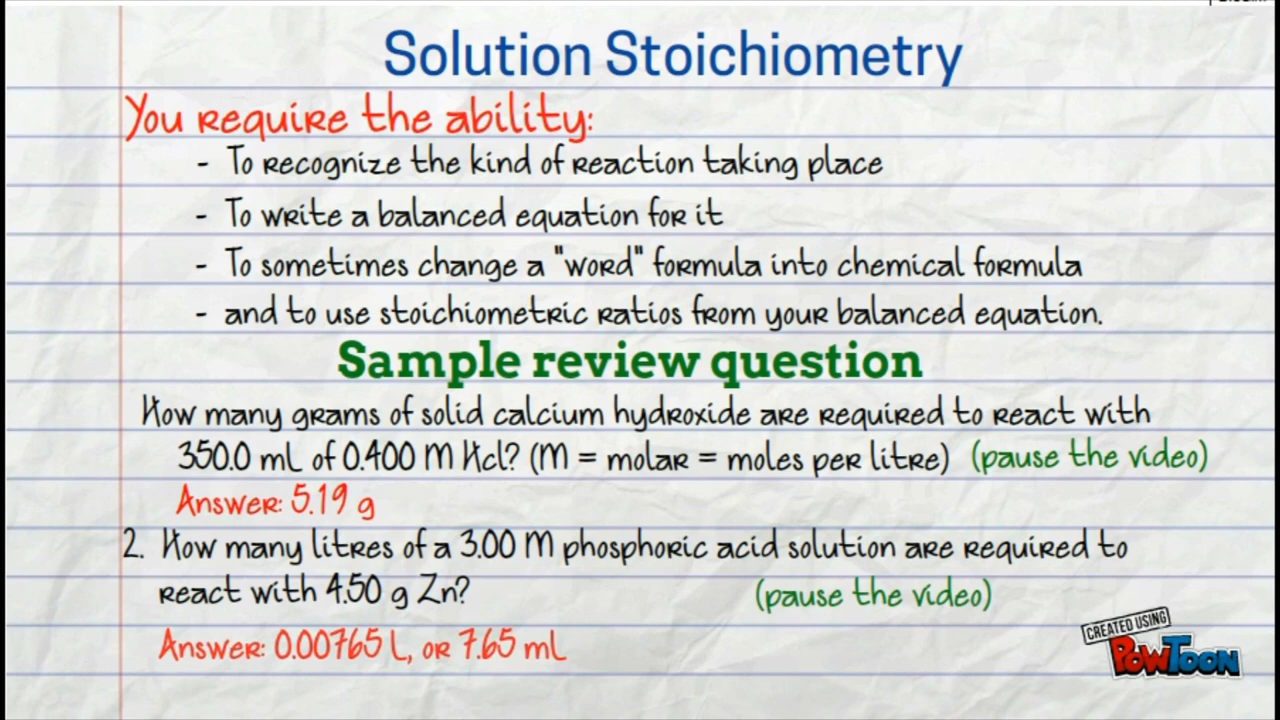 Solution Stoichiometry
You require the ability:
- To recognize the kind of reaction taking place
- To write a balanced equation for it
- To sometimes change a "word" formula into chemical formula
- and to use stoichiometric ratios from your balanced equation.
Sample review question
How many grams of solid calcium hydroxide are required to react with
350.0 mL of 0.400 M Hcl? (M = molar = moles per litre) (pause the video)
Answer: 5.19 g
2. How many litres of a 3.00 M phosphoric acid solution are required to
react with 4.50 g Zn? (pause the video)
Answer: 0.00765 L, or 7.65 mL
CREATED USING
POWTOON